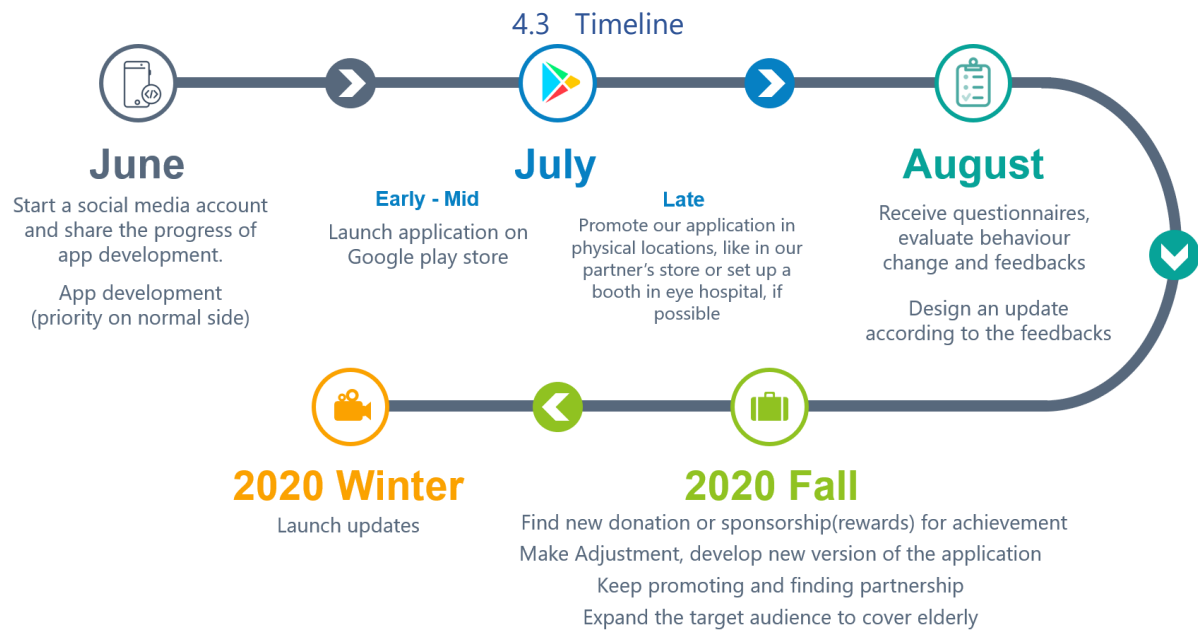 4.3 Timeline
June
Start a social media account
and share the progress of
app development.
App development
(priority on normal side)
July
Early - Mid
Launch application on
Google play store
Late
Promote our application in
physical locations, like in our
partner's store or set up a
booth in eye hospital, if
possible
August
Receive questionnaires,
evaluate behaviour
change and feedbacks
Design an update
according to the feedbacks
2020 Fall
Find new donation or sponsorship(rewards) for achievement
Make Adjustment, develop new version of the application
Keep promoting and finding partnership
Expand the target audience to cover elderly
2020 Winter
Launch updates